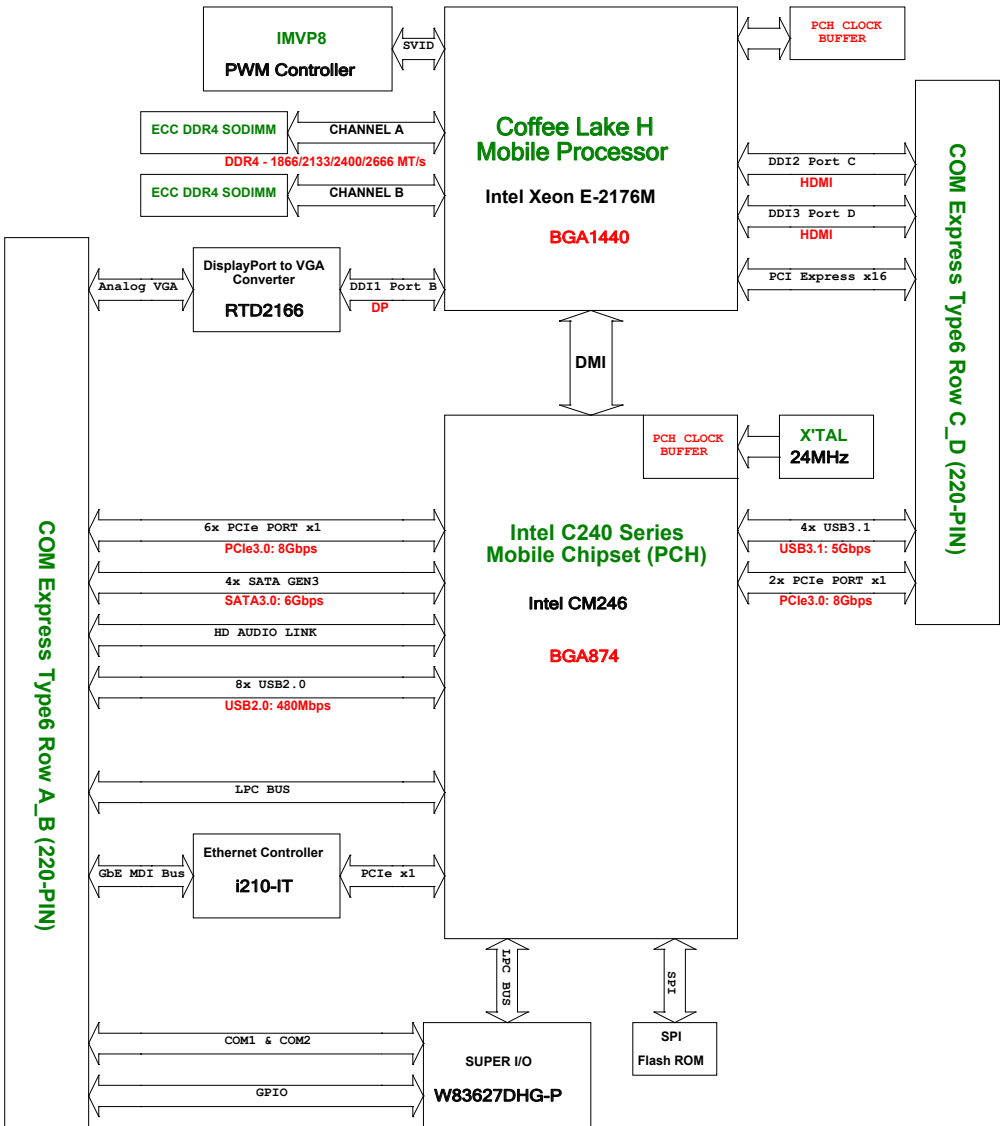 IMVP8
PWM Controller
SVID
PCH CLOCK
BUFFER
ECC DDR4 SODIMM
CHANNEL A
DDR4 - 1866/2133/2400/2666 MT/s
ECC DDR4 SODIMM
CHANNEL B
Coffee Lake H
Mobile Processor
Intel Xeon E-2176M
BGA1440
DDI2 Port C
HDMI
DDI3 Port D
HDMI
PCI Express x16
COM Express Type6 Row C_D (220-PIN)
Analog VGA
DisplayPort to VGA
Converter
RTD2166
DDI1 Port B
DP
DMI
PCH CLOCK
BUFFER
X'TAL
24MHz
COM Express Type6 Row A_B (220-PIN)
6x PCIe PORT x1
PCIe3.0: 8Gbps
4x SATA GEN3
SATA3.0: 6Gbps
HD AUDIO LINK
8x USB2.0
USB2.0: 480Mbps
LPC BUS
Intel C240 Series
Mobile Chipset (PCH)
Intel CM246
BGA874
4x USB3.1
USB3.1: 5Gbps
2x PCIe PORT x1
PCIe3.0: 8Gbps
GbE MDI Bus
Ethernet Controller
i210-IT
PCIe x1
LPC BUS
SPI
COM1 & COM2
GPIO
SUPER I/O
W83627DHG-P
SPI
Flash ROM